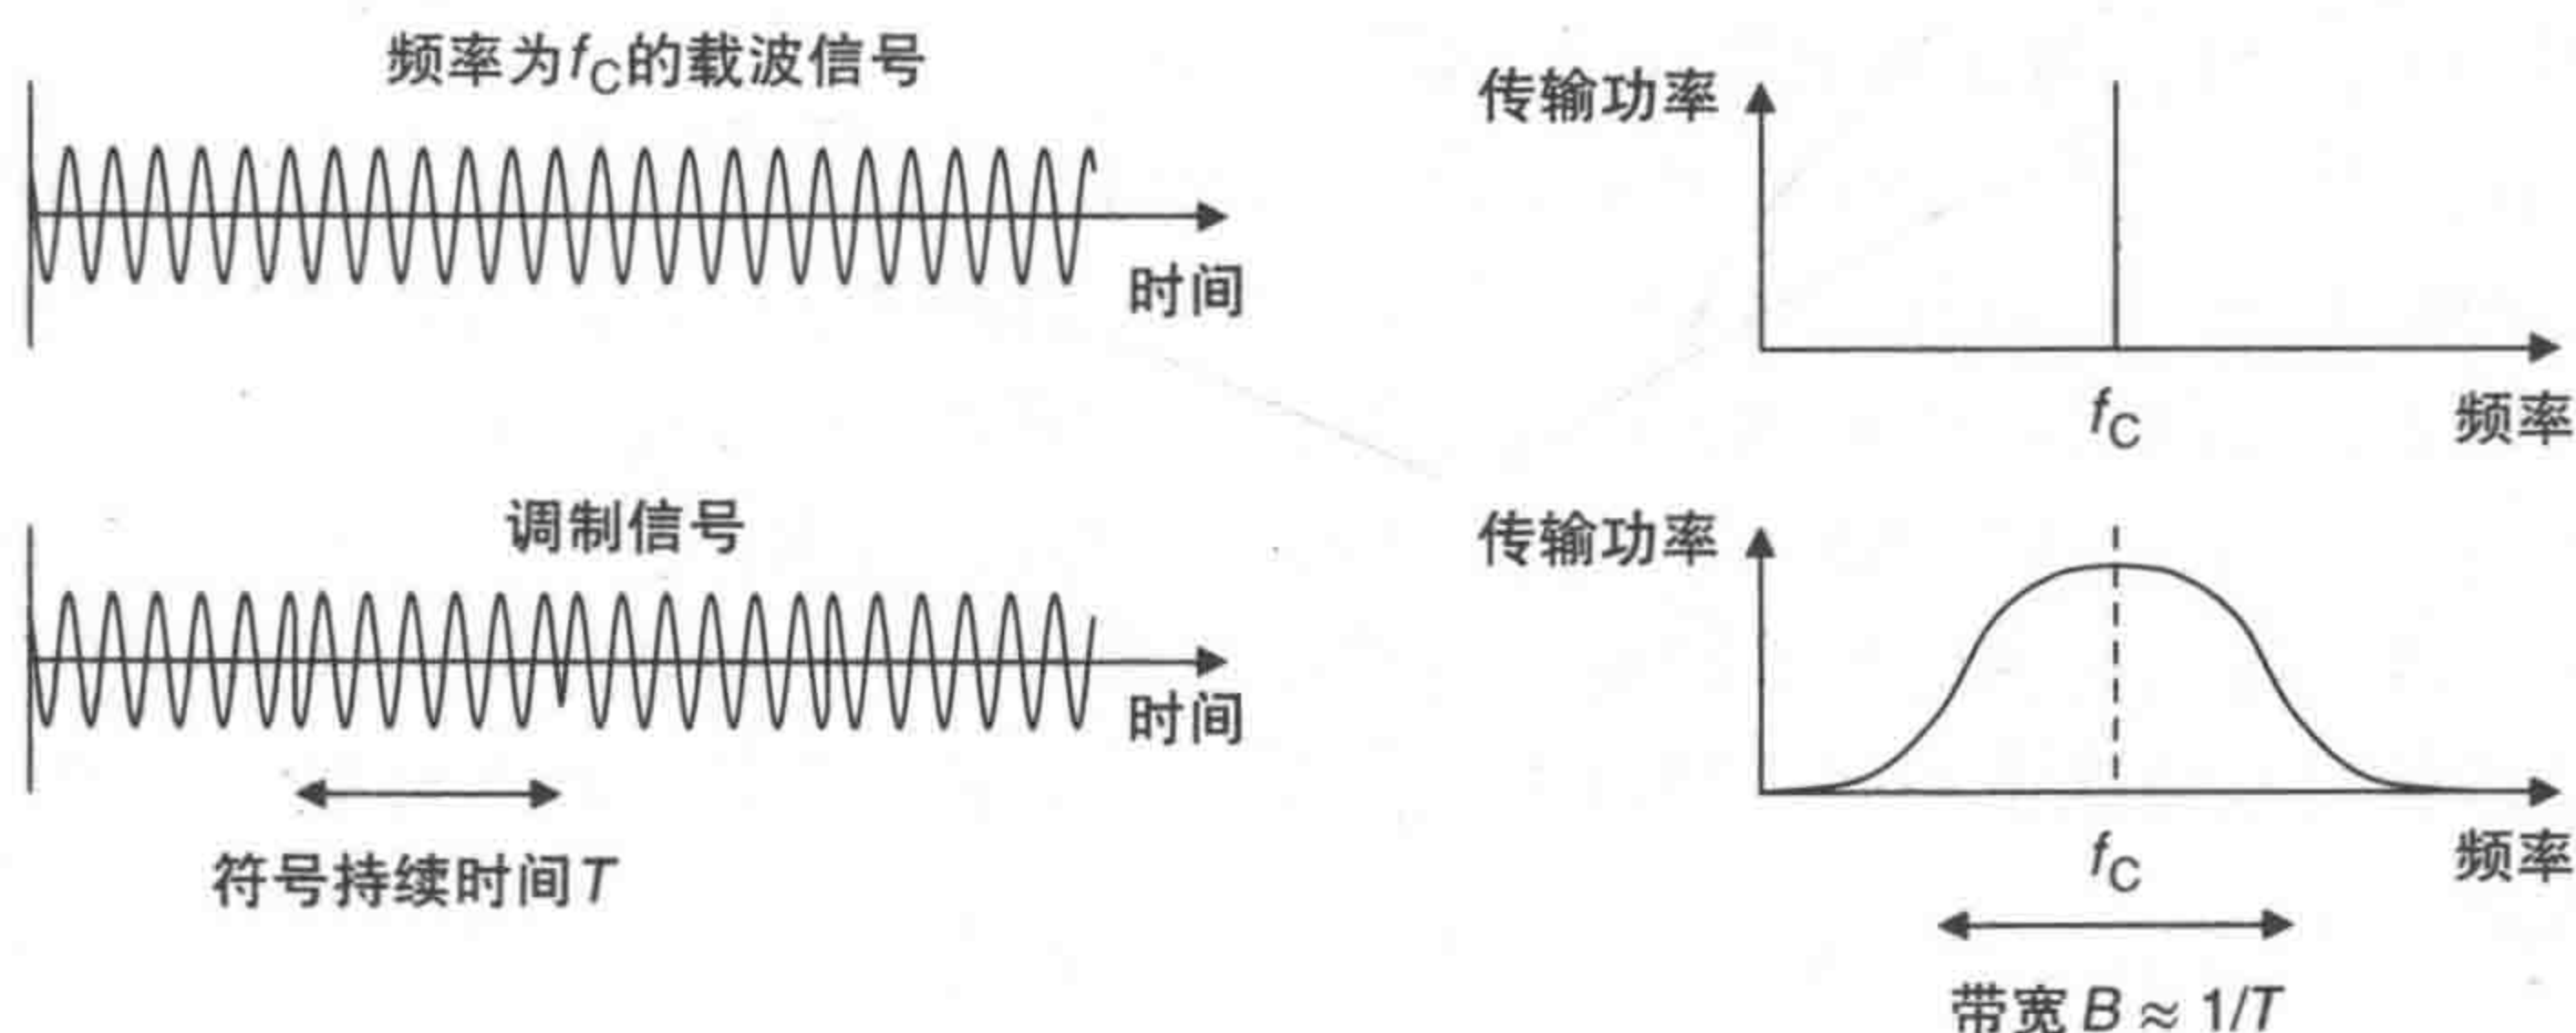 频率为fC的载波信号
时间
传输功率
fC
频率
调制信号
时间
符号持续时间T
传输功率
fC
频率
带宽 B ≈ 1/T